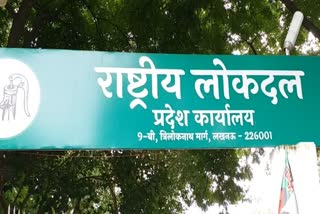 राष्ट्रीय लोकदल
प्रदेश कार्यालय
9-बी, त्रिलोकनाथ मार्ग, लखनऊ - 226001